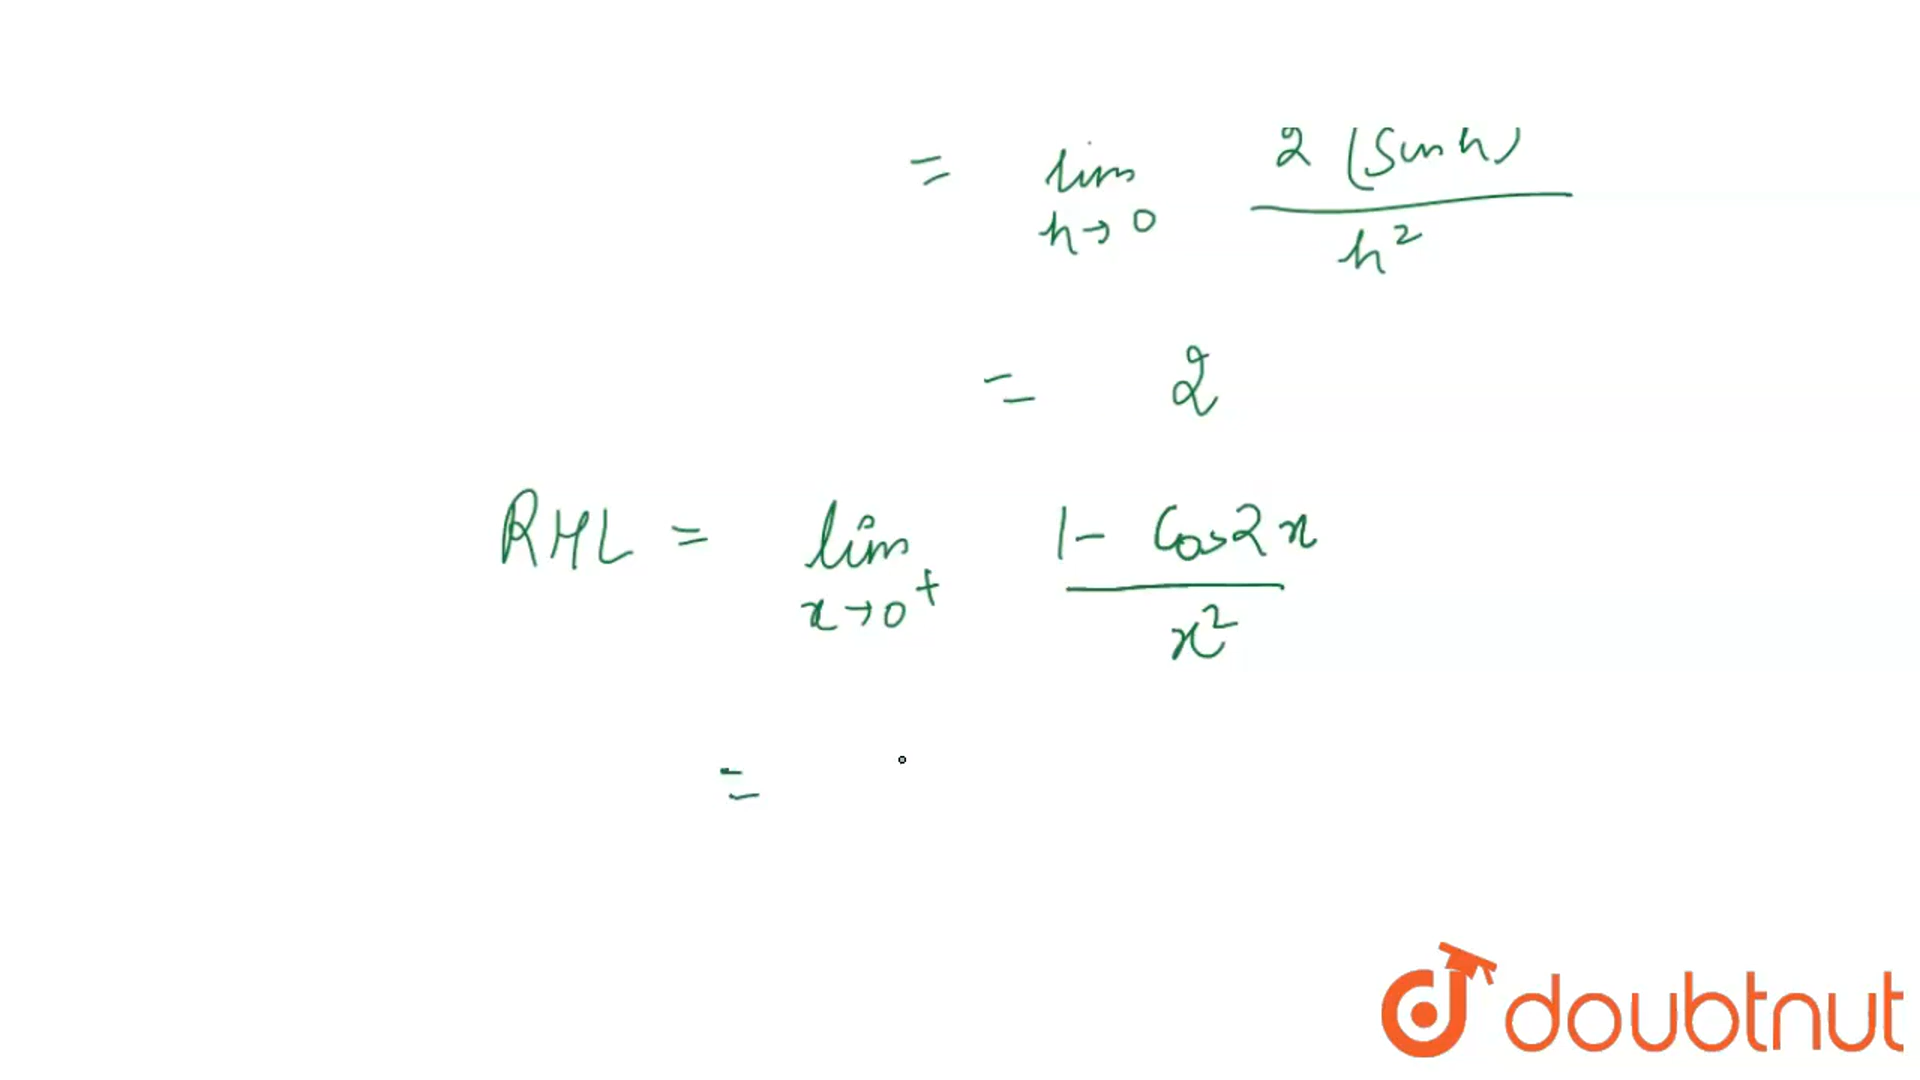 = lim 2 (Sin h)
h→0 h²
= 2
RHL = lim 1 - Cos2x
x→0⁺ x²
=
doubtnut